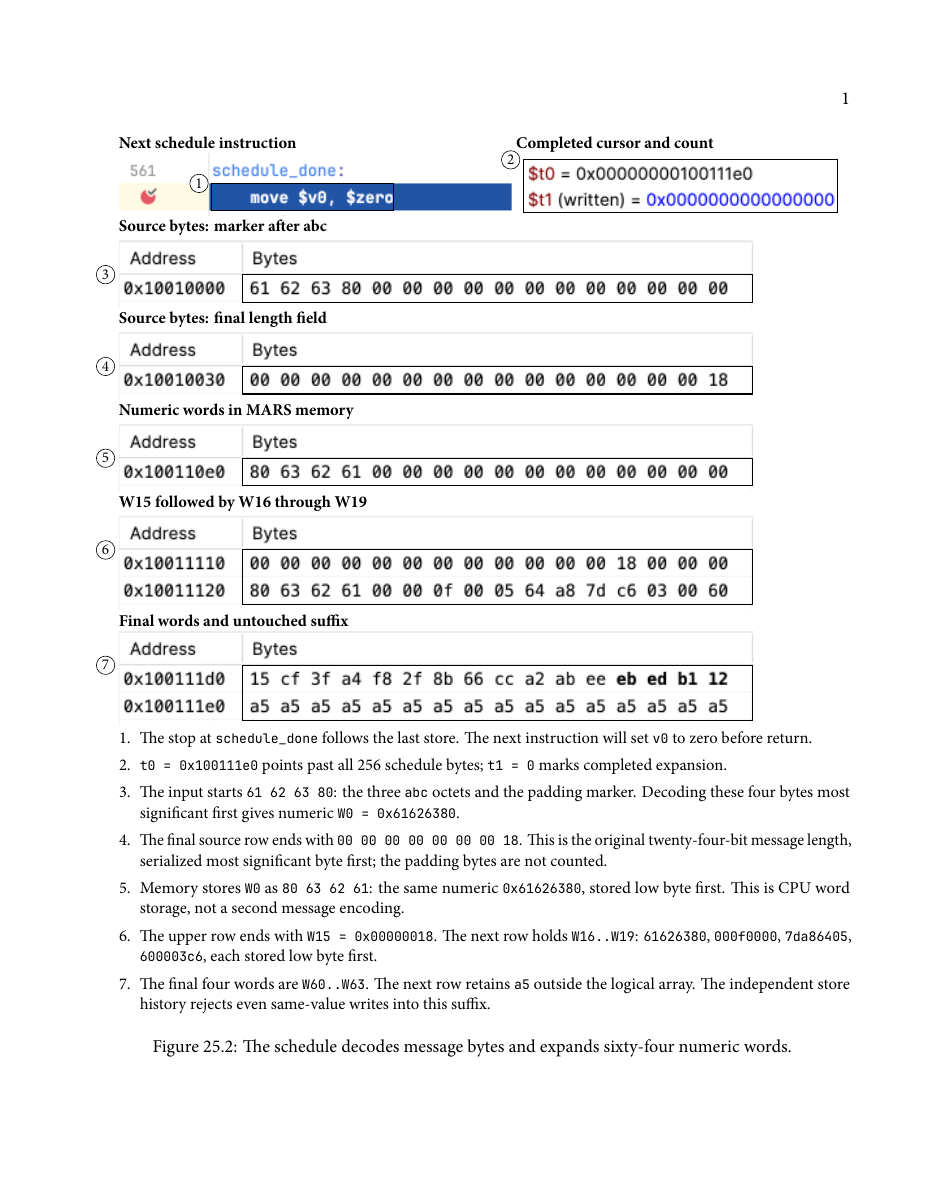 1
Next schedule instruction
Completed cursor and count
561 schedule_done:
1 move $v0, $zero
2 $t0 = 0x00000000100111e0
$t1 (written) = 0x0000000000000000
Source bytes: marker after abc
Address Bytes
3 0x10010000 61 62 63 80 00 00 00 00 00 00 00 00 00 00 00 00
Source bytes: final length field
Address Bytes
4 0x10010030 00 00 00 00 00 00 00 00 00 00 00 00 00 00 00 18
Numeric words in MARS memory
Address Bytes
5 0x100110e0 80 63 62 61 00 00 00 00 00 00 00 00 00 00 00 00
W15 followed by W16 through W19
Address Bytes
6 0x10011110 00 00 00 00 00 00 00 00 00 00 00 00 18 00 00 00
0x10011120 80 63 62 61 00 00 0f 00 05 64 a8 7d c6 03 00 60
Final words and untouched suffix
Address Bytes
7 0x100111d0 15 cf 3f a4 f8 2f 8b 66 cc a2 ab ee eb ed b1 12
0x100111e0 a5 a5 a5 a5 a5 a5 a5 a5 a5 a5 a5 a5 a5 a5 a5 a5
1. The stop at schedule_done follows the last store. The next instruction will set v0 to zero before return.
2. t0 = 0x100111e0 points past all 256 schedule bytes; t1 = 0 marks completed expansion.
3. The input starts 61 62 63 80: the three abc octets and the padding marker. Decoding these four bytes most
significant first gives numeric W0 = 0x61626380.
4. The final source row ends with 00 00 00 00 00 00 00 18. This is the original twenty-four-bit message length,
serialized most significant byte first; the padding bytes are not counted.
5. Memory stores W0 as 80 63 62 61: the same numeric 0x61626380, stored low byte first. This is CPU word
storage, not a second message encoding.
6. The upper row ends with W15 = 0x00000018. The next row holds W16..W19: 61626380, 000f0000, 7da86405,
600003c6, each stored low byte first.
7. The final four words are W60..W63. The next row retains a5 outside the logical array. The independent store
history rejects even same-value writes into this suffix.
Figure 25.2: The schedule decodes message bytes and expands sixty-four numeric words.